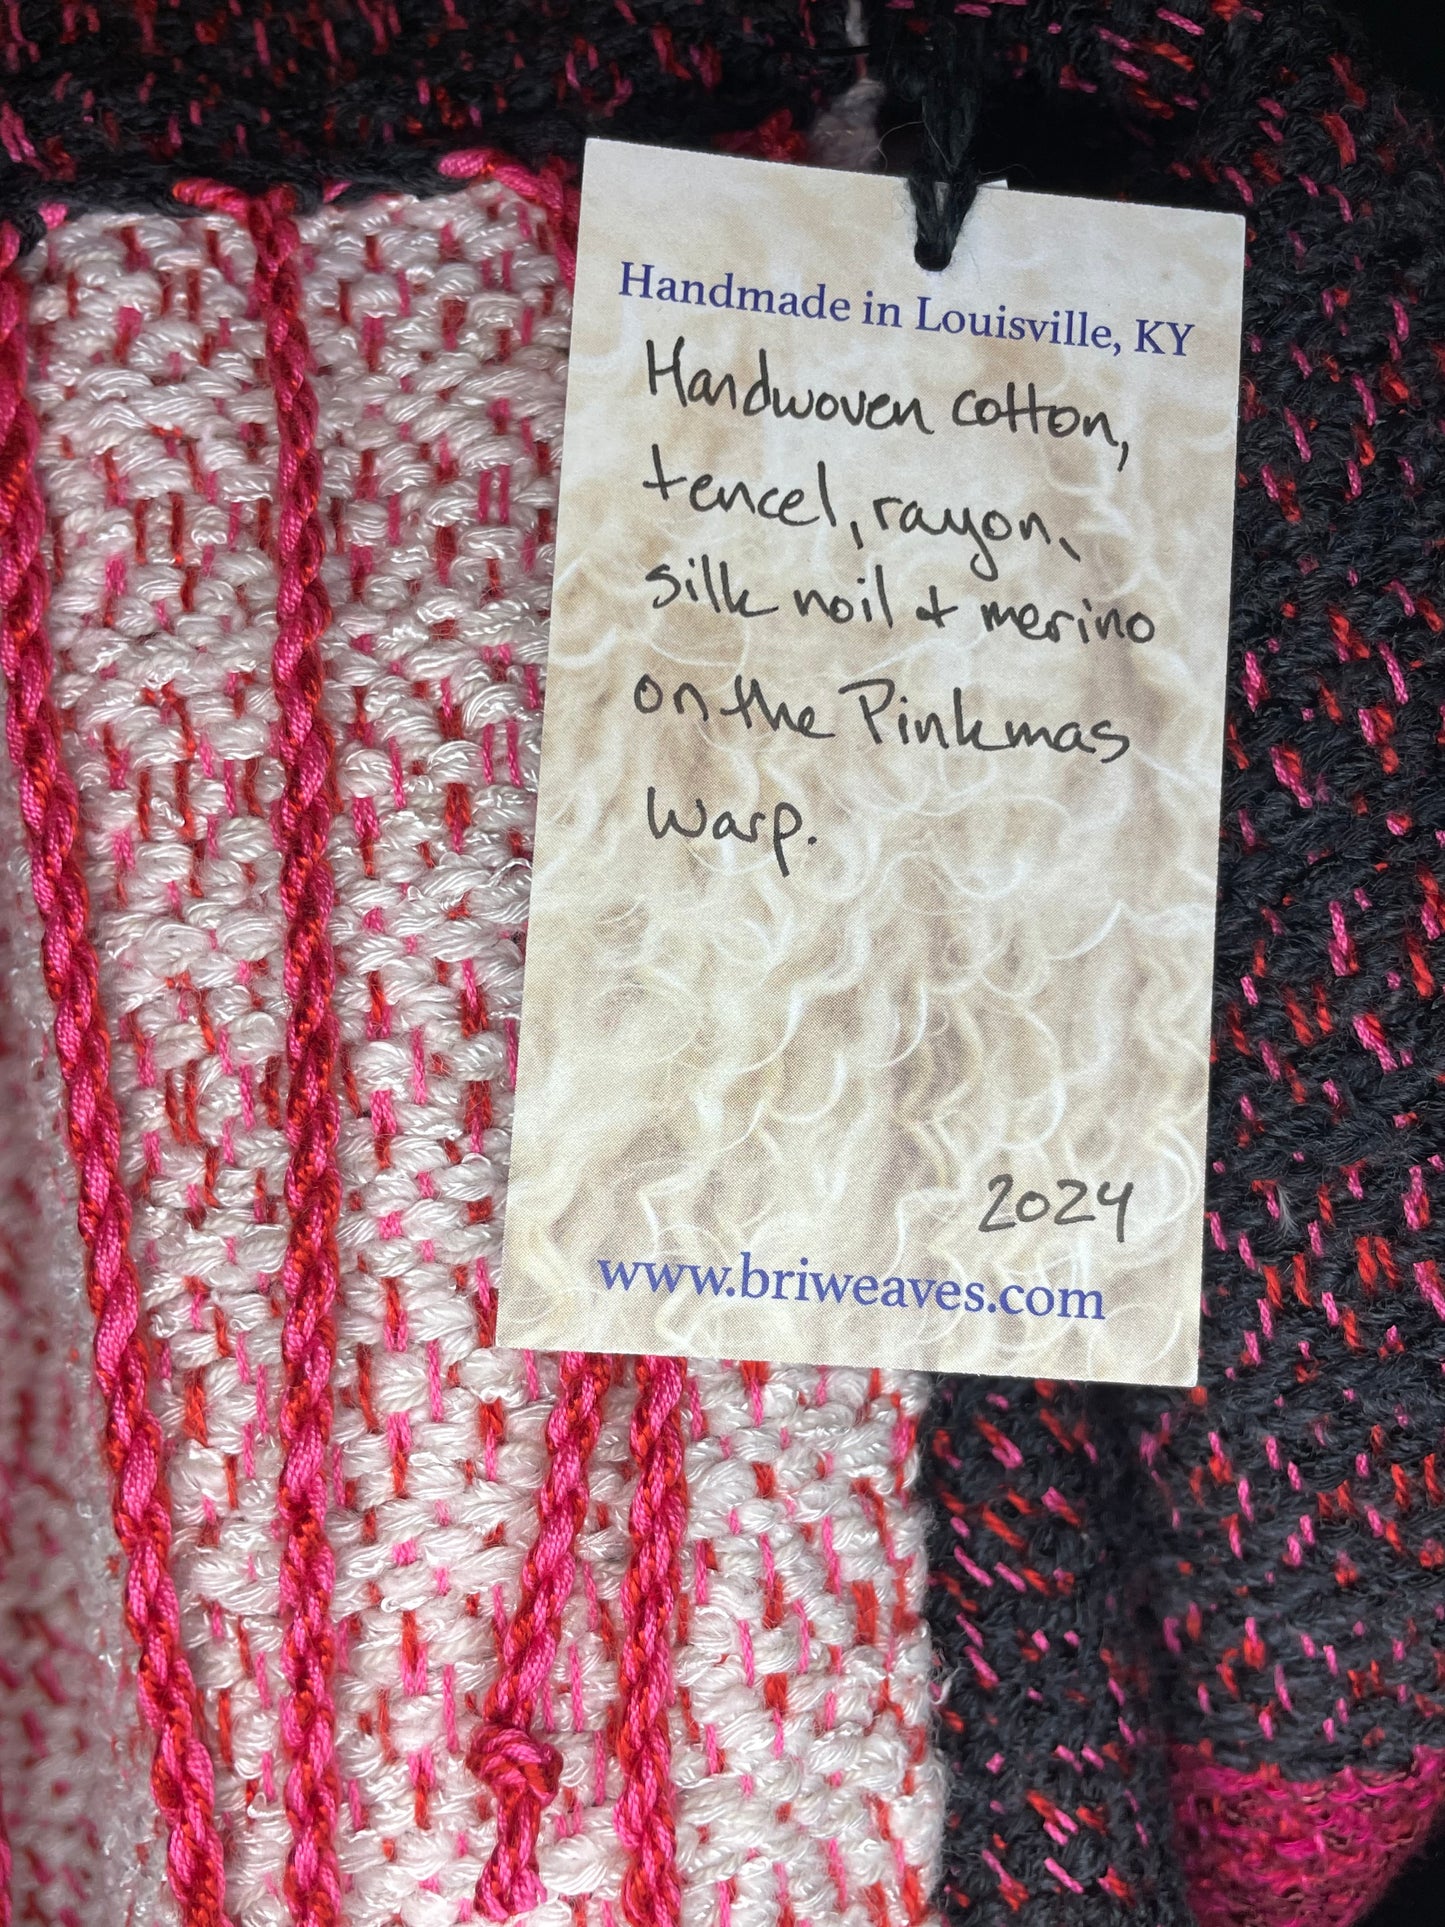 Handmade in Louisville, KY
Handwoven cotton,
tencel, rayon,
silk noil + merino
on the Pinkmas
warp.
2024
www.briweaves.com